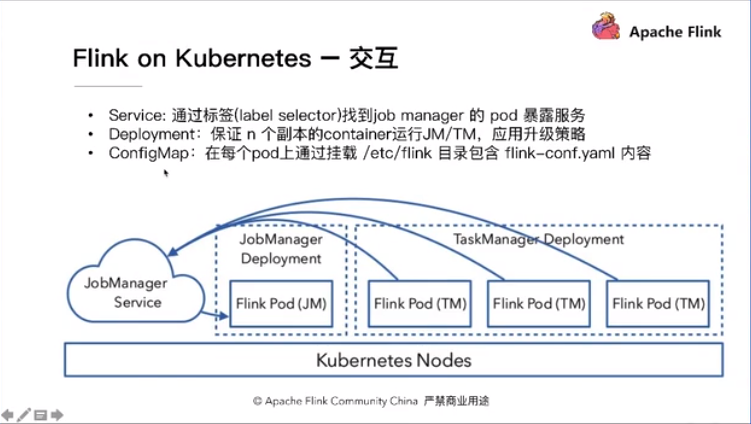 Apache Flink
Flink on Kubernetes － 交互
• Service: 通过标签(label selector)找到job manager 的 pod 暴露服务
• Deployment：保证 n 个副本的container运行JM/TM，应用升级策略
• ConfigMap：在每个pod上通过挂载 /etc/flink 目录包含 flink-conf.yaml 内容
JobManager
Deployment
TaskManager Deployment
JobManager
Service
Flink Pod (JM)
Flink Pod (TM)
Flink Pod (TM)
Flink Pod (TM)
Kubernetes Nodes
© Apache Flink Community China 严禁商业用途